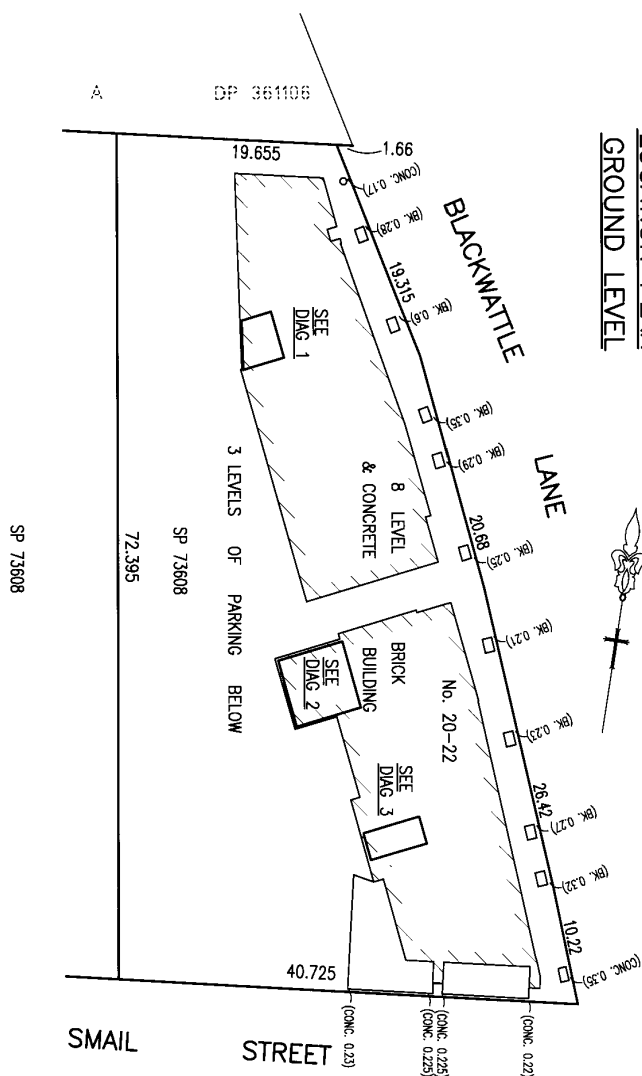 GROUND LEVEL
BLACKWATTLE
LANE
A
DP 361106
19.655
1.66
(CONC. 0.17)
(BK. 0.28)
19.315
(BK. 0.6)
(BK. 0.35)
(BK. 0.29)
20.68
(BK. 0.25)
(BK. 0.21)
(BK. 0.23)
26.42
(BK. 0.27)
(BK. 0.32)
10.22
(CONC. 0.35)
SEE
DIAG 1
8 LEVEL
& CONCRETE
BRICK
BUILDING
No. 20-22
SEE
DIAG 2
SEE
DIAG 3
3 LEVELS OF PARKING BELOW
SP 73608
72.395
SP 73608
40.725
(CONC. 0.23)
(CONC. 0.225)
(CONC. 0.225)
(CONC. 0.22)
SMAIL
STREET